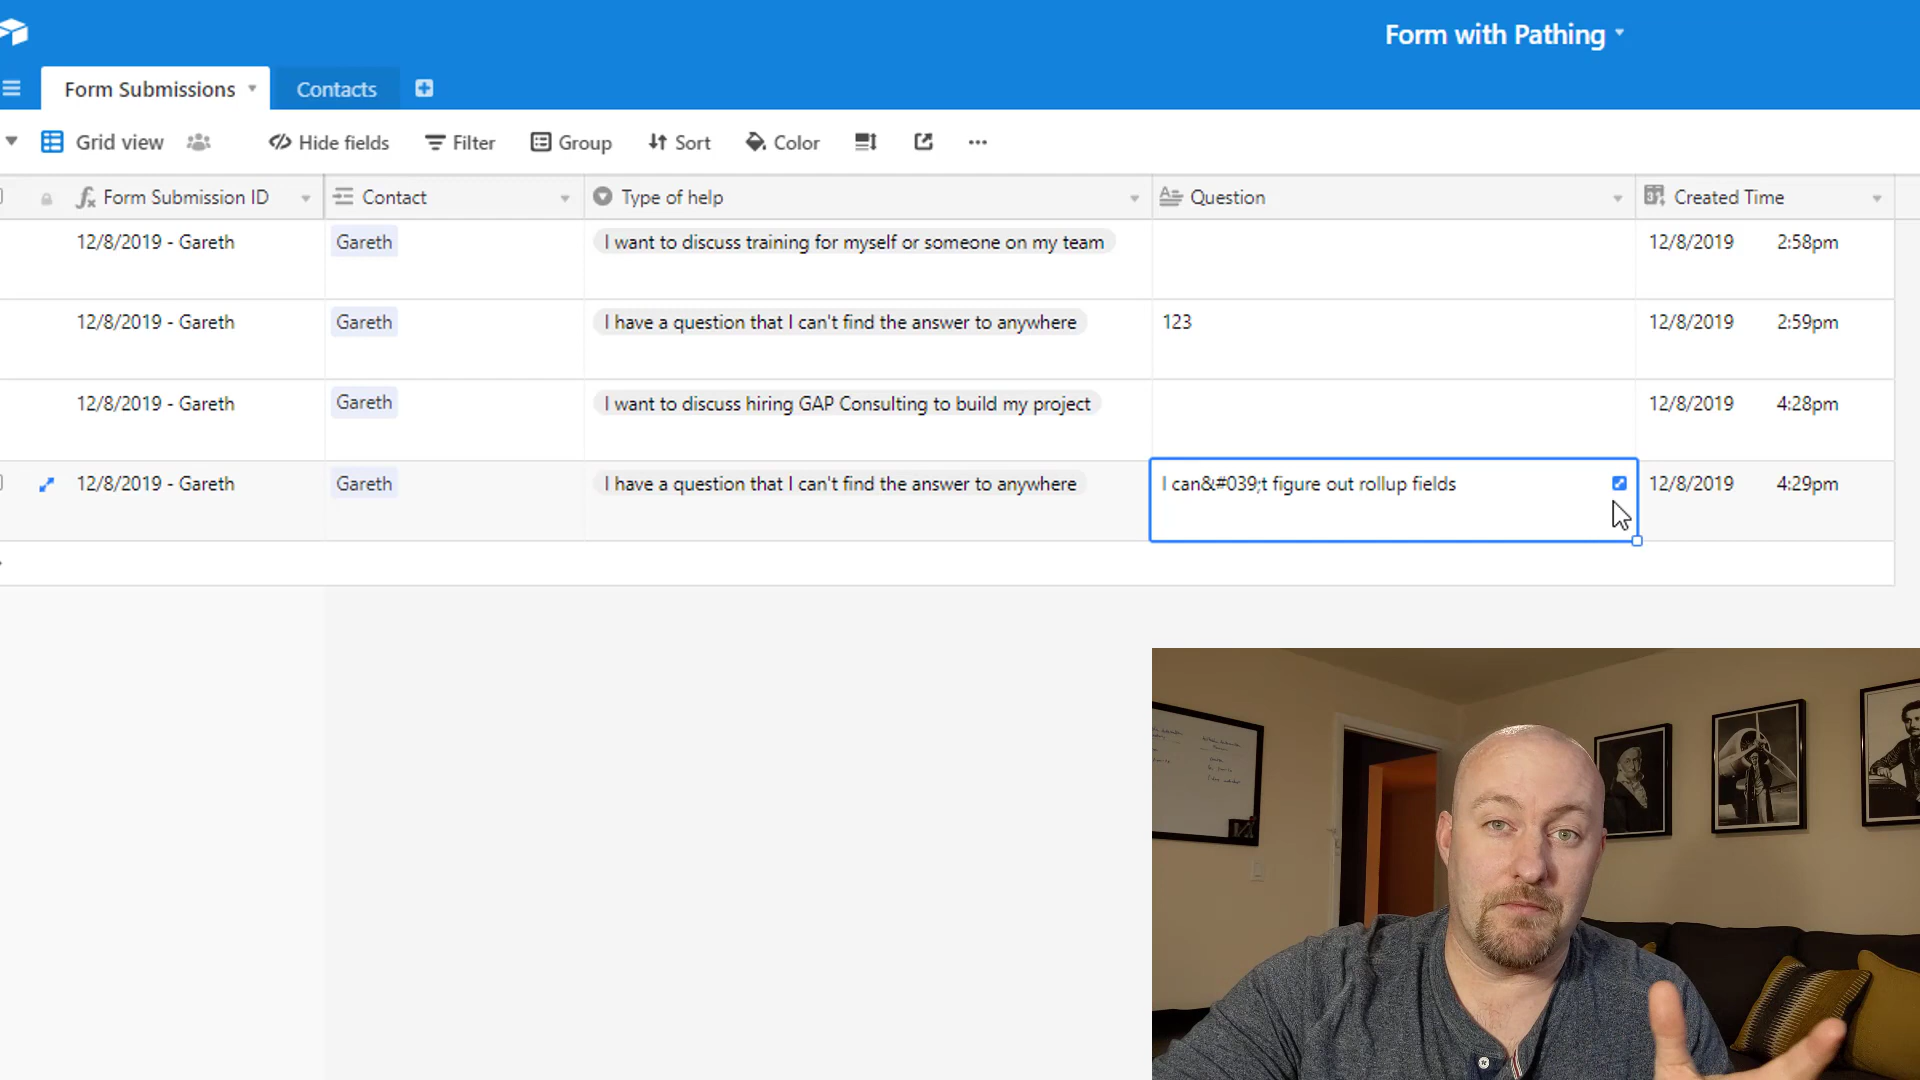 Form with Pathing
Form Submissions Contacts
Grid view Hide fields Filter Group Sort Color
Form Submission ID Contact Type of help Question Created Time
12/8/2019 - Gareth Gareth I want to discuss training for myself or someone on my team 12/8/2019 2:58pm
12/8/2019 - Gareth Gareth I have a question that I can't find the answer to anywhere 123 12/8/2019 2:59pm
12/8/2019 - Gareth Gareth I want to discuss hiring GAP Consulting to build my project 12/8/2019 4:28pm
12/8/2019 - Gareth Gareth I have a question that I can't find the answer to anywhere I can&#039;t figure out rollup fields 12/8/2019 4:29pm